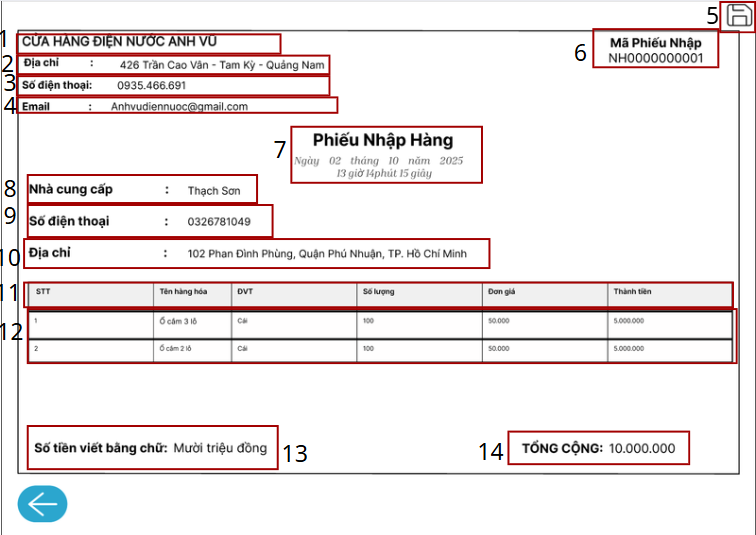 5
1 CỬA HÀNG ĐIỆN NƯỚC ANH VŨ
6 Mã Phiếu Nhập
NH0000000001
2 Địa chỉ : 426 Trần Cao Vân - Tam Kỳ - Quảng Nam
3 Số điện thoại: 0935.466.691
4 Email : Anhvudiennuoc@gmail.com
7 Phiếu Nhập Hàng
Ngày 02 tháng 10 năm 2025
13 giờ 14phút 15 giây
8 Nhà cung cấp : Thạch Sơn
9 Số điện thoại : 0326781049
10 Địa chỉ : 102 Phan Đình Phùng, Quận Phú Nhuận, TP. Hồ Chí Minh
11 STT Tên hàng hóa ĐVT Số lượng Đơn giá Thành tiền
12
1 Ổ cắm 3 lỗ Cái 100 50.000 5.000.000
2 Ổ cắm 2 lỗ Cái 100 50.000 5.000.000
Số tiền viết bằng chữ: Mười triệu đồng 13
14 TỔNG CỘNG: 10.000.000